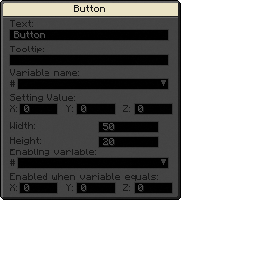 Button
Text:
Button
Tooltip:
Variable name:
#
Setting Value:
X: 0 Y: 0 Z: 0
Width: 50
Height: 20
Enabling variable:
#
Enabled when variable equals:
X: 0 Y: 0 Z: 0